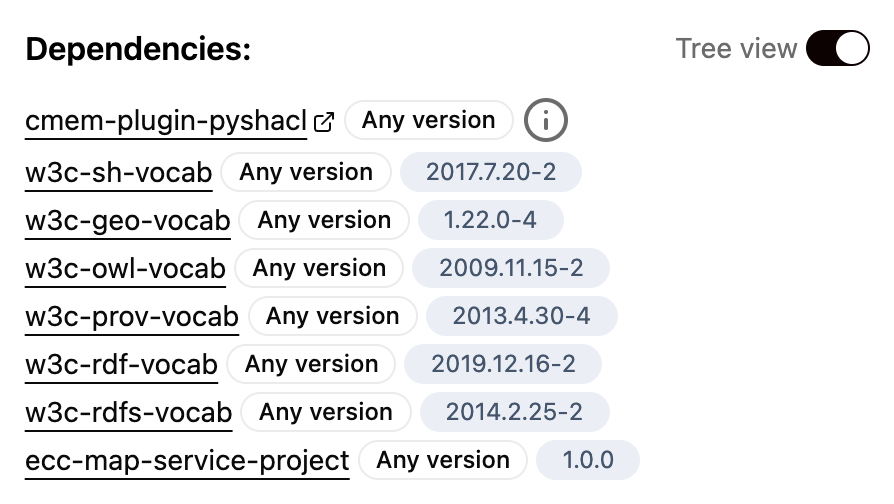 Dependencies: Tree view
cmem-plugin-pyshacl Any version
w3c-sh-vocab Any version 2017.7.20-2
w3c-geo-vocab Any version 1.22.0-4
w3c-owl-vocab Any version 2009.11.15-2
w3c-prov-vocab Any version 2013.4.30-4
w3c-rdf-vocab Any version 2019.12.16-2
w3c-rdfs-vocab Any version 2014.2.25-2
ecc-map-service-project Any version 1.0.0